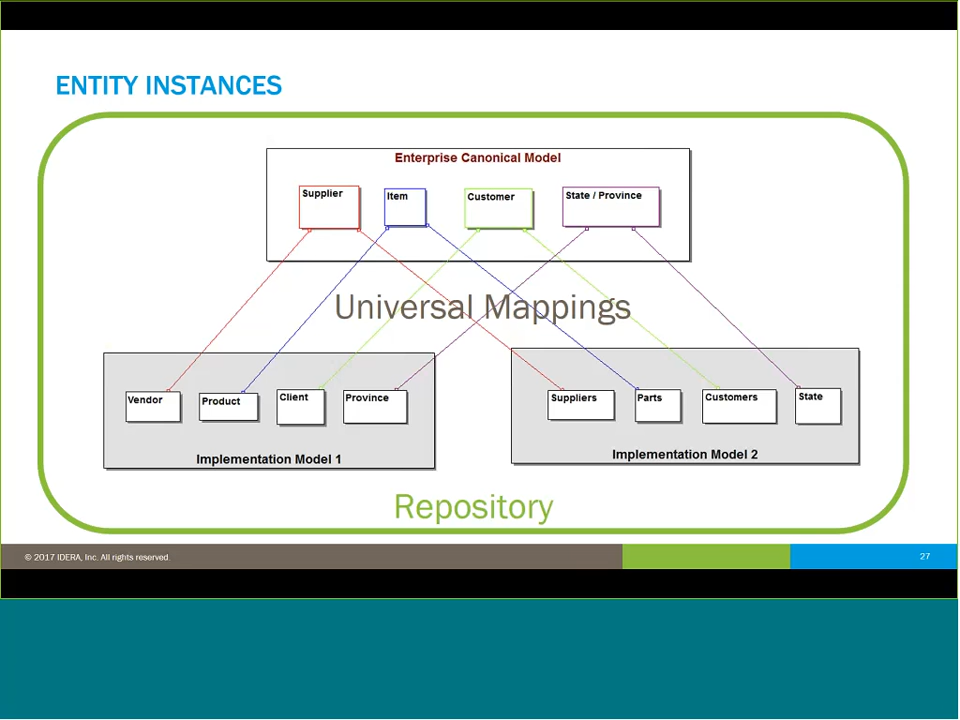 ENTITY INSTANCES
Enterprise Canonical Model
Supplier
Item
Customer
State / Province
Universal Mappings
Vendor
Product
Client
Province
Implementation Model 1
Suppliers
Parts
Customers
State
Implementation Model 2
Repository
© 2017 IDERA, Inc. All rights reserved.
27